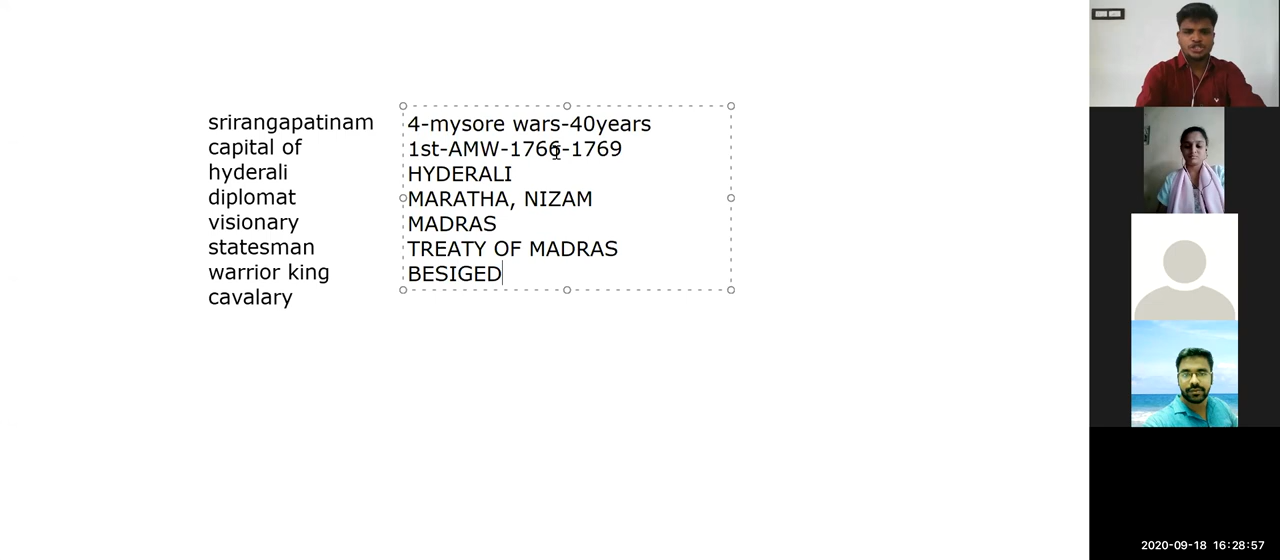 srirangapatinam
capital of
hyderali
diplomat
visionary
statesman
warrior king
cavalary
4-mysore wars-40years
1st-AMW-1766-1769
HYDERALI
MARATHA, NIZAM
MADRAS
TREATY OF MADRAS
BESIGED
2020-09-18 16:28:57